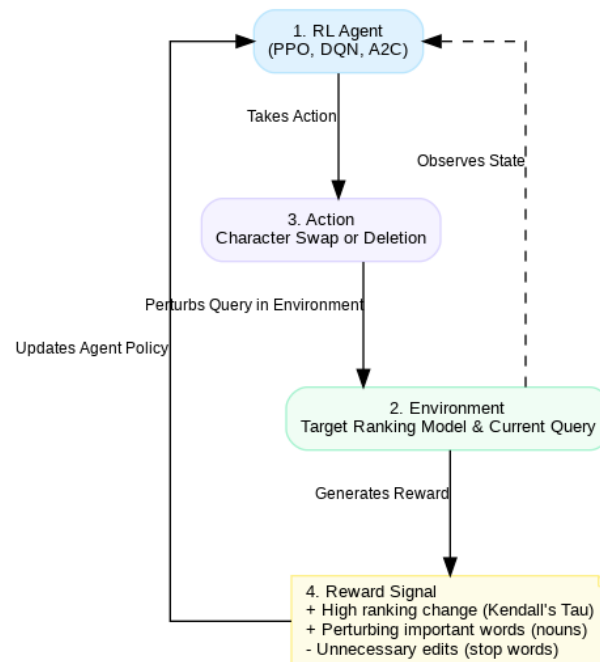 1. RL Agent
(PPO, DQN, A2C)
Takes Action
Observes State
3. Action
Character Swap or Deletion
Perturbs Query in Environment
Updates Agent Policy
2. Environment
Target Ranking Model & Current Query
Generates Reward
4. Reward Signal
+ High ranking change (Kendall's Tau)
+ Perturbing important words (nouns)
- Unnecessary edits (stop words)